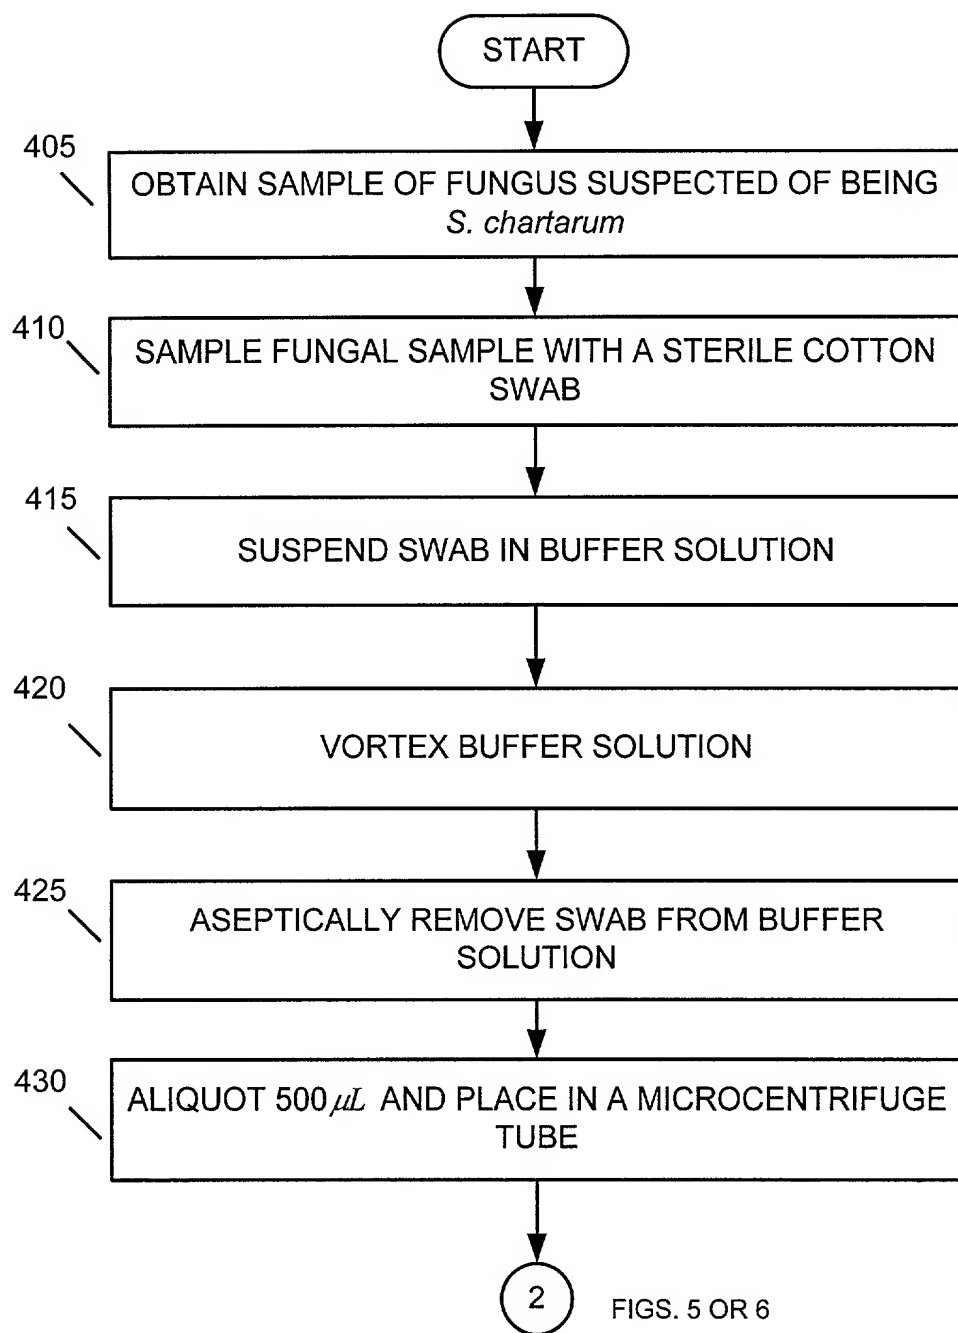 START
405
OBTAIN SAMPLE OF FUNGUS SUSPECTED OF BEING
S. chartarum
410
SAMPLE FUNGAL SAMPLE WITH A STERILE COTTON
SWAB
415
SUSPEND SWAB IN BUFFER SOLUTION
420
VORTEX BUFFER SOLUTION
425
ASEPTICALLY REMOVE SWAB FROM BUFFER
SOLUTION
430
ALIQUOT 500 μL AND PLACE IN A MICROCENTRIFUGE
TUBE
2
FIGS. 5 OR 6